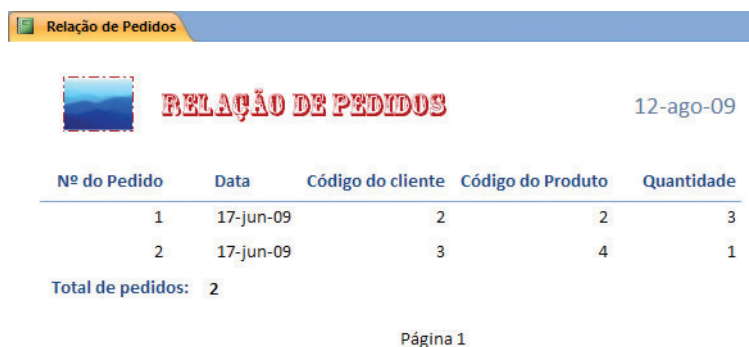 Relação de Pedidos
RELAÇÃO DE PEDIDOS 12-ago-09
Nº do Pedido Data Código do cliente Código do Produto Quantidade
1 17-jun-09 2 2 3
2 17-jun-09 3 4 1
Total de pedidos: 2
Página 1